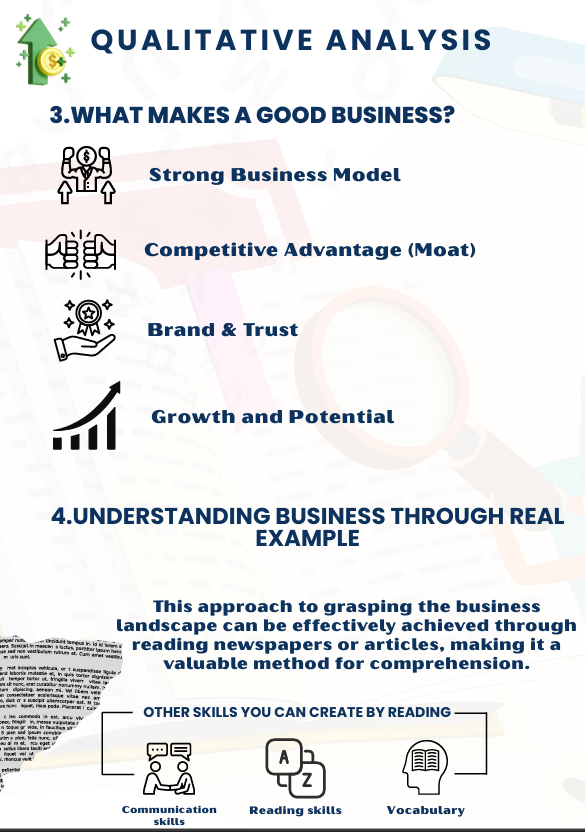 QUALITATIVE ANALYSIS
3.WHAT MAKES A GOOD BUSINESS?
Strong Business Model
Competitive Advantage (Moat)
Brand & Trust
Growth and Potential
4.UNDERSTANDING BUSINESS THROUGH REAL
EXAMPLE
This approach to grasping the business
landscape can be effectively achieved through
reading newspapers or articles, making it a
valuable method for comprehension.
OTHER SKILLS YOU CAN CREATE BY READING
A
Z
Communication
skills
Reading skills
Vocabulary